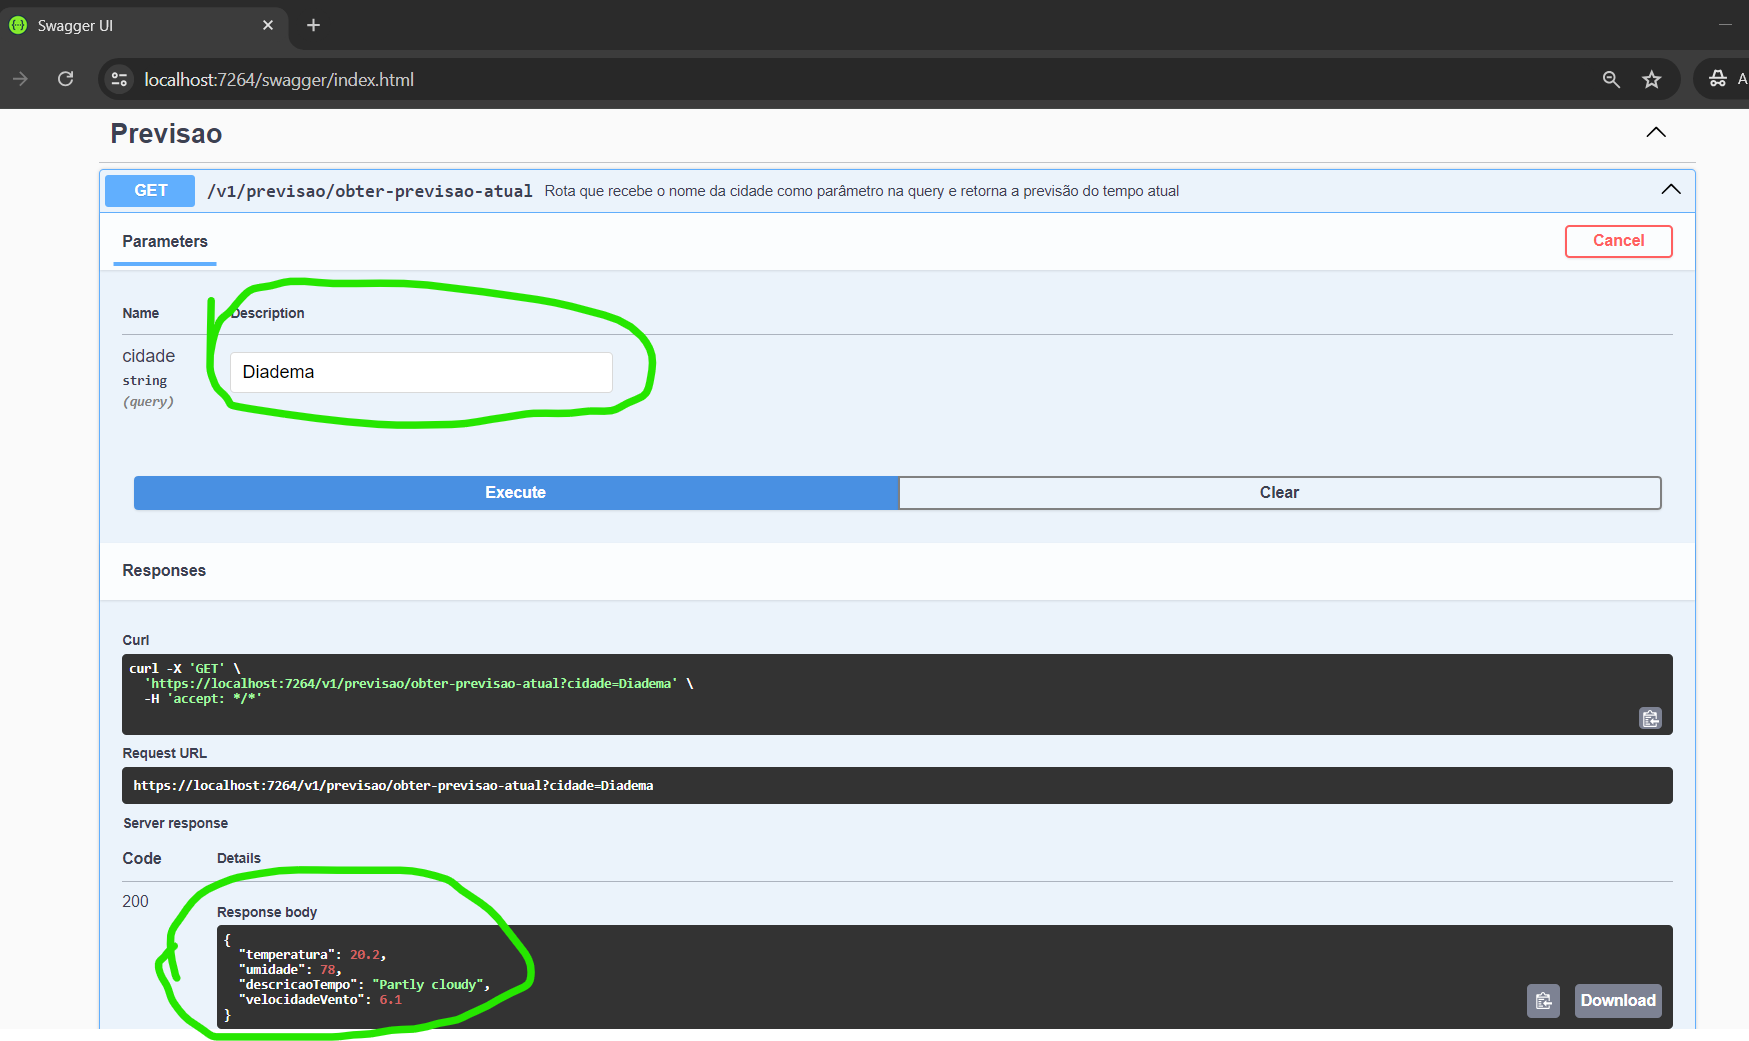 Swagger UI
localhost:7264/swagger/index.html
A
Previsao
GET /v1/previsao/obter-previsao-atual Rota que recebe o nome da cidade como parâmetro na query e retorna a previsão do tempo atual
Parameters
Cancel
Name Description
cidade
string
(query)
Diadema
Execute Clear
Responses
Curl
curl -X 'GET' \
'https://localhost:7264/v1/previsao/obter-previsao-atual?cidade=Diadema' \
-H 'accept: */*'
Request URL
https://localhost:7264/v1/previsao/obter-previsao-atual?cidade=Diadema
Server response
Code Details
200
Response body
{
"temperatura": 20.2,
"umidade": 78,
"descricaoTempo": "Partly cloudy",
"velocidadeVento": 6.1
}
Download